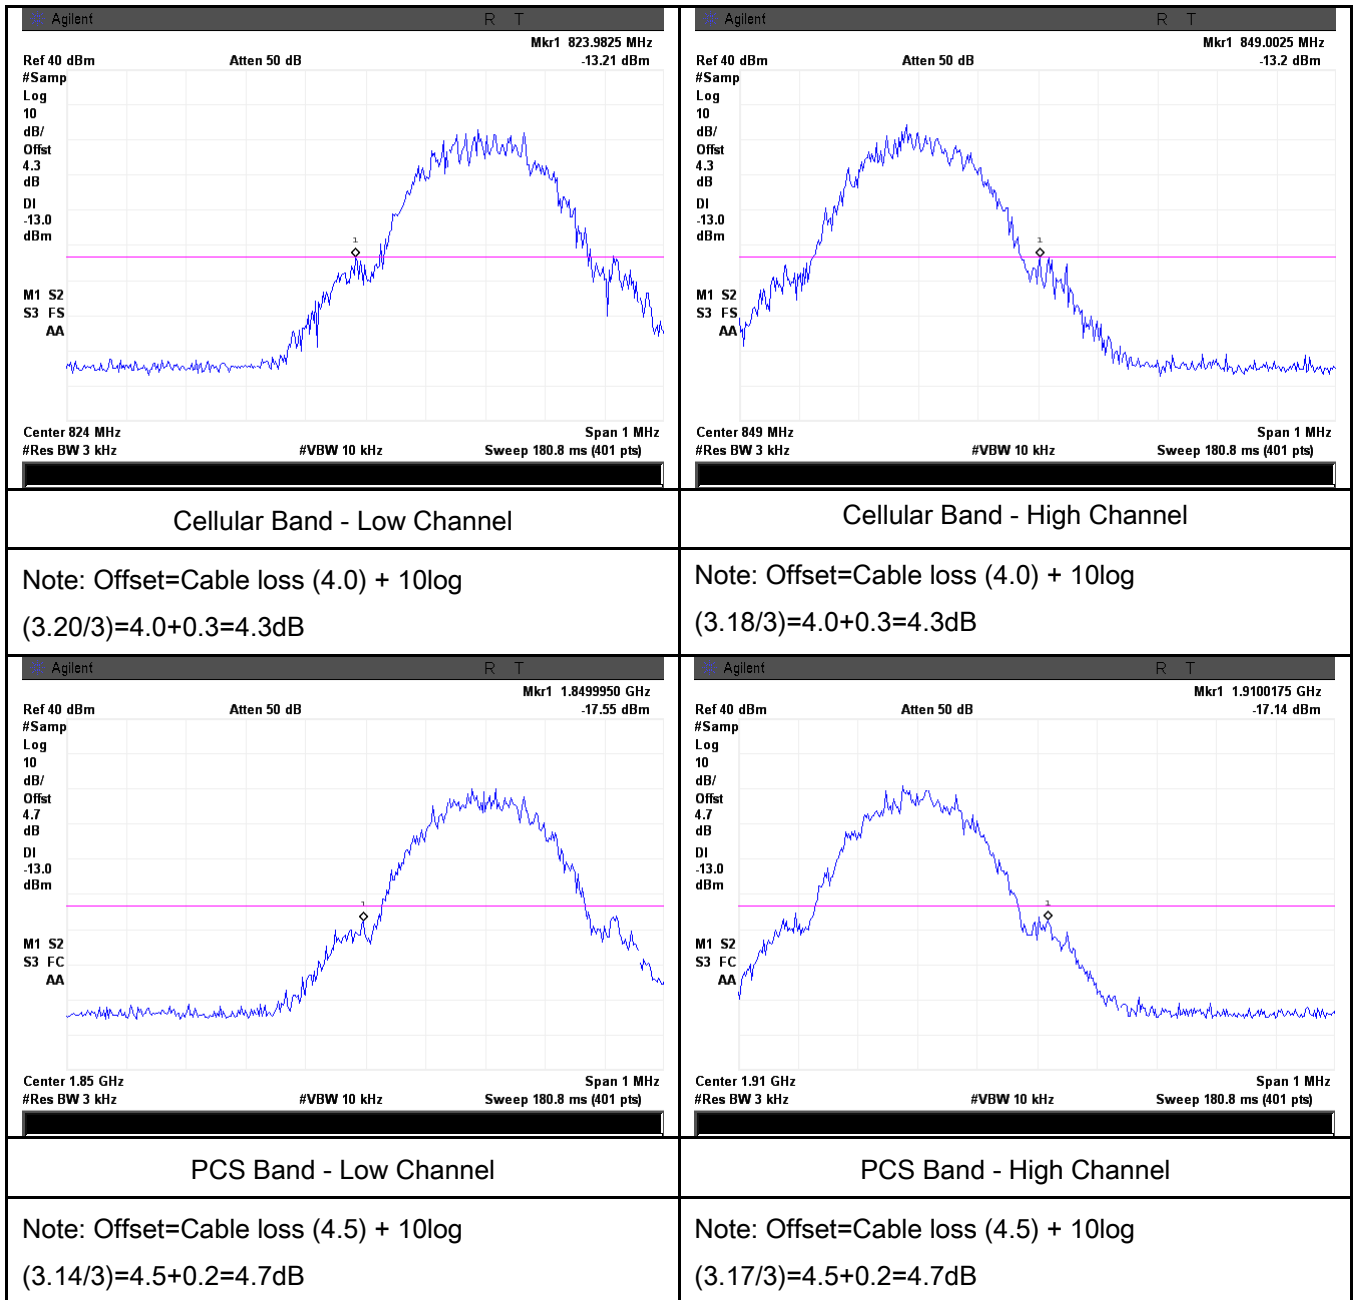 Agilent R T
Mkr1 823.9825 MHz
Ref 40 dBm Atten 50 dB -13.21 dBm
#Samp
Log
10
dB/
Offst
4.3
dB
DI
-13.0
dBm
1
M1 S2
S3 FS
AA
Center 824 MHz Span 1 MHz
#Res BW 3 kHz #VBW 10 kHz Sweep 180.8 ms (401 pts)
Agilent R T
Mkr1 849.0025 MHz
Ref 40 dBm Atten 50 dB -13.2 dBm
#Samp
Log
10
dB/
Offst
4.3
dB
DI
-13.0
dBm
1
M1 S2
S3 FS
AA
Center 849 MHz Span 1 MHz
#Res BW 3 kHz #VBW 10 kHz Sweep 180.8 ms (401 pts)
Cellular Band - Low Channel
Cellular Band - High Channel
Note: Offset=Cable loss (4.0) + 10log
(3.20/3)=4.0+0.3=4.3dB
Note: Offset=Cable loss (4.0) + 10log
(3.18/3)=4.0+0.3=4.3dB
Agilent R T
Mkr1 1.8499950 GHz
Ref 40 dBm Atten 50 dB -17.55 dBm
#Samp
Log
10
dB/
Offst
4.7
dB
DI
-13.0
dBm
1
M1 S2
S3 FC
AA
Center 1.85 GHz Span 1 MHz
#Res BW 3 kHz #VBW 10 kHz Sweep 180.8 ms (401 pts)
Agilent R T
Mkr1 1.9100175 GHz
Ref 40 dBm Atten 50 dB -17.14 dBm
#Samp
Log
10
dB/
Offst
4.7
dB
DI
-13.0
dBm
1
M1 S2
S3 FC
AA
Center 1.91 GHz Span 1 MHz
#Res BW 3 kHz #VBW 10 kHz Sweep 180.8 ms (401 pts)
PCS Band - Low Channel
PCS Band - High Channel
Note: Offset=Cable loss (4.5) + 10log
(3.14/3)=4.5+0.2=4.7dB
Note: Offset=Cable loss (4.5) + 10log
(3.17/3)=4.5+0.2=4.7dB